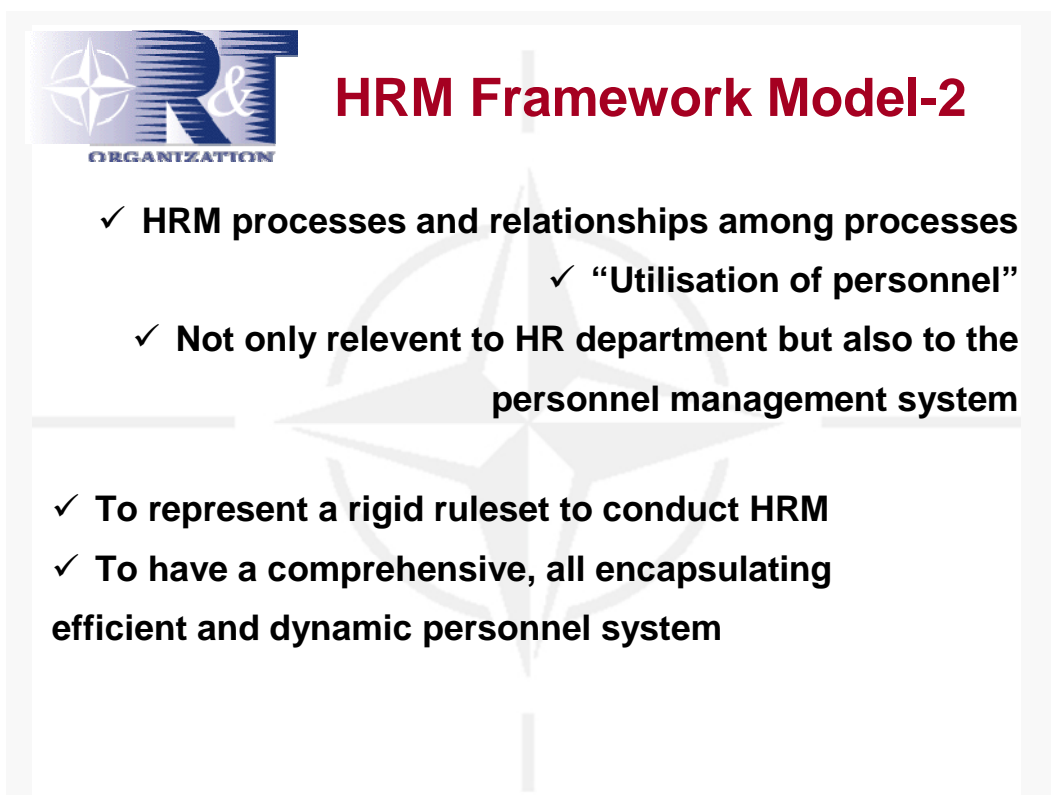 R&T
ORGANIZATION
HRM Framework Model-2
✓ HRM processes and relationships among processes
✓ “Utilisation of personnel”
✓ Not only relevent to HR department but also to the
personnel management system
✓ To represent a rigid ruleset to conduct HRM
✓ To have a comprehensive, all encapsulating
efficient and dynamic personnel system